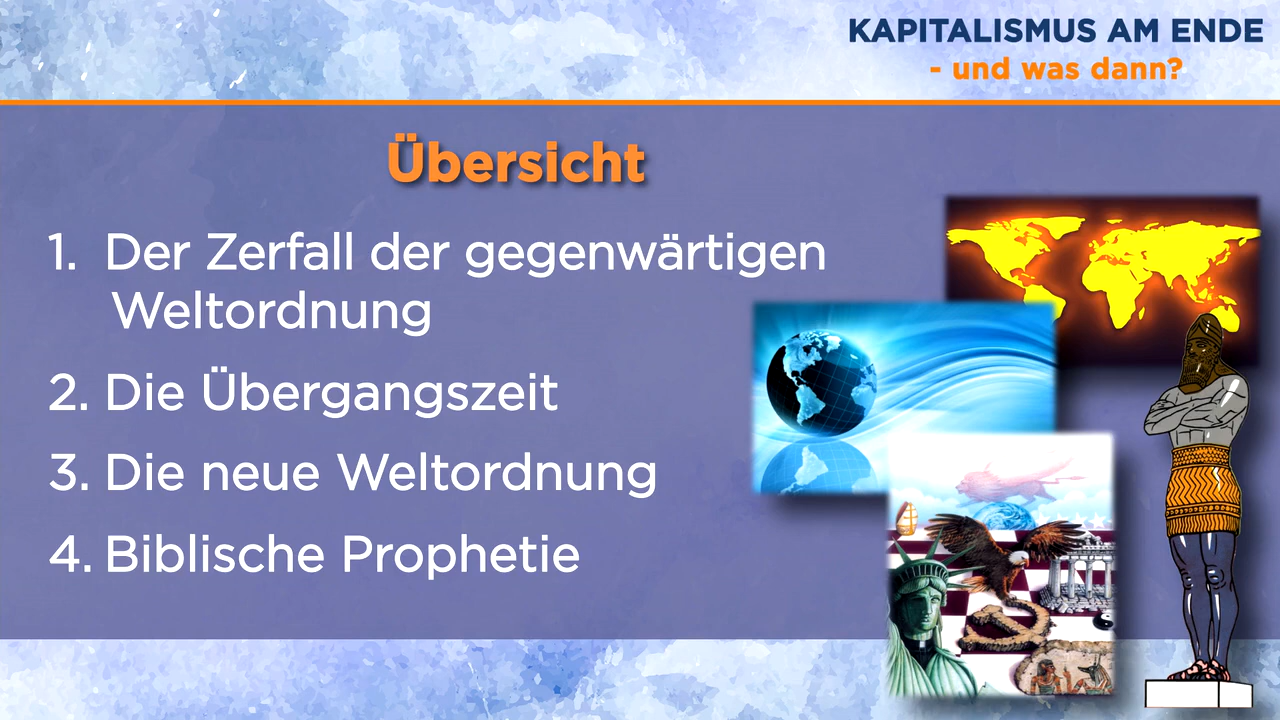 KAPITALISMUS AM ENDE
- und was dann?
Übersicht
1. Der Zerfall der gegenwärtigen
Weltordnung
2. Die Übergangszeit
3. Die neue Weltordnung
4. Biblische Prophetie